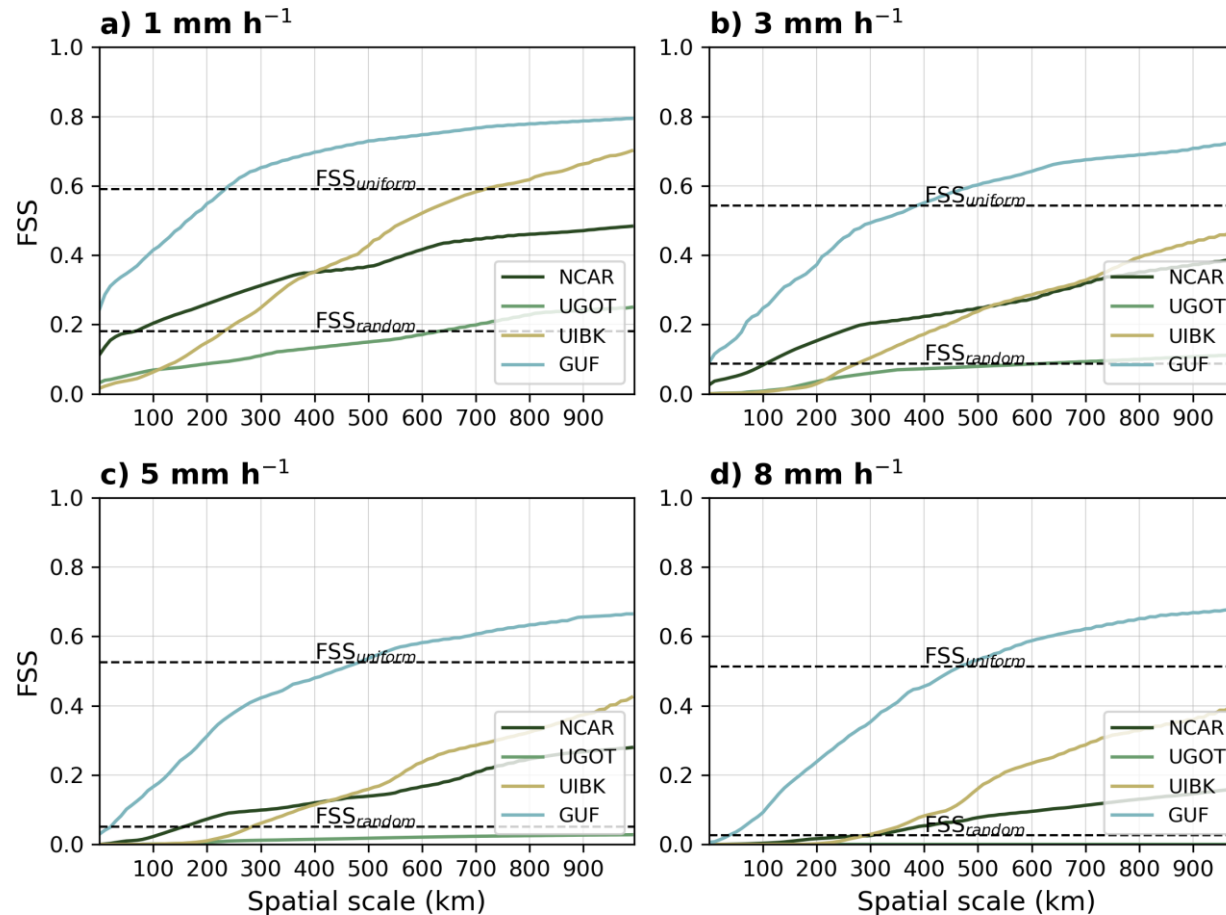 a) 1 mm h⁻¹
b) 3 mm h⁻¹
1.0
0.8
0.6
0.4
0.2
0.0
FSS
FSSuniform
FSSrandom
NCAR
UGOT
UIBK
GUF
100 200 300 400 500 600 700 800 900
1.0
0.8
0.6
0.4
0.2
0.0
FSSuniform
FSSrandom
NCAR
UGOT
UIBK
GUF
100 200 300 400 500 600 700 800 900
c) 5 mm h⁻¹
d) 8 mm h⁻¹
1.0
0.8
0.6
0.4
0.2
0.0
FSS
FSSuniform
FSSrandom
NCAR
UGOT
UIBK
GUF
100 200 300 400 500 600 700 800 900
Spatial scale (km)
1.0
0.8
0.6
0.4
0.2
0.0
FSSuniform
FSSrandom
NCAR
UGOT
UIBK
GUF
100 200 300 400 500 600 700 800 900
Spatial scale (km)